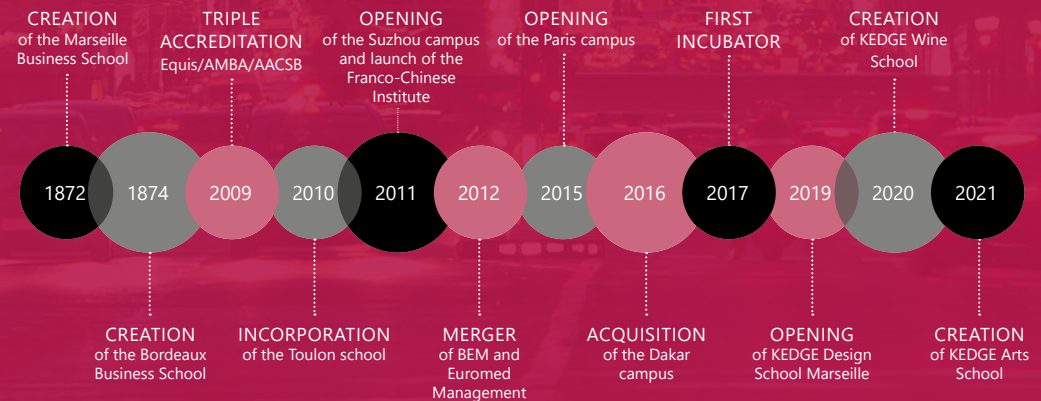 CREATION
of the Marseille
Business School
TRIPLE
ACCREDITATION
Equis/AMBA/AACSB
OPENING
of the Suzhou campus
and launch of the
Franco-Chinese
Institute
OPENING
of the Paris campus
FIRST
INCUBATOR
CREATION
of KEDGE Wine
School
1872
1874
2009
2010
2011
2012
2015
2016
2017
2019
2020
2021
CREATION
of the Bordeaux
Business School
INCORPORATION
of the Toulon school
MERGER
of BEM and
Euromed
Management
ACQUISITION
of the Dakar
campus
OPENING
of KEDGE Design
School Marseille
CREATION
of KEDGE Arts
School